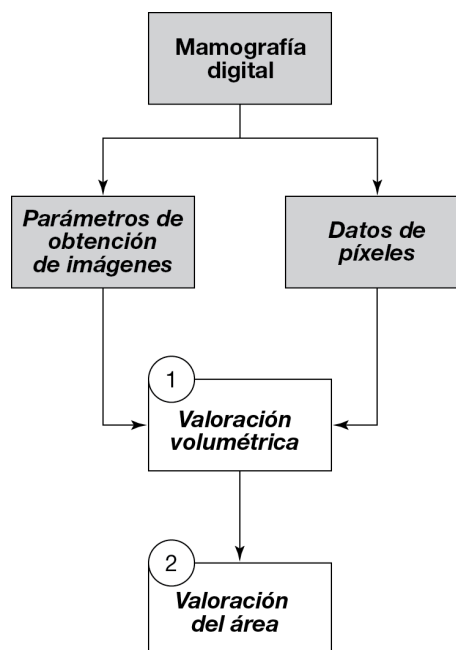 Mamografía
digital
Parámetros de
obtención
de imágenes
Datos de
píxeles
1
Valoración
volumétrica
2
Valoración
del área